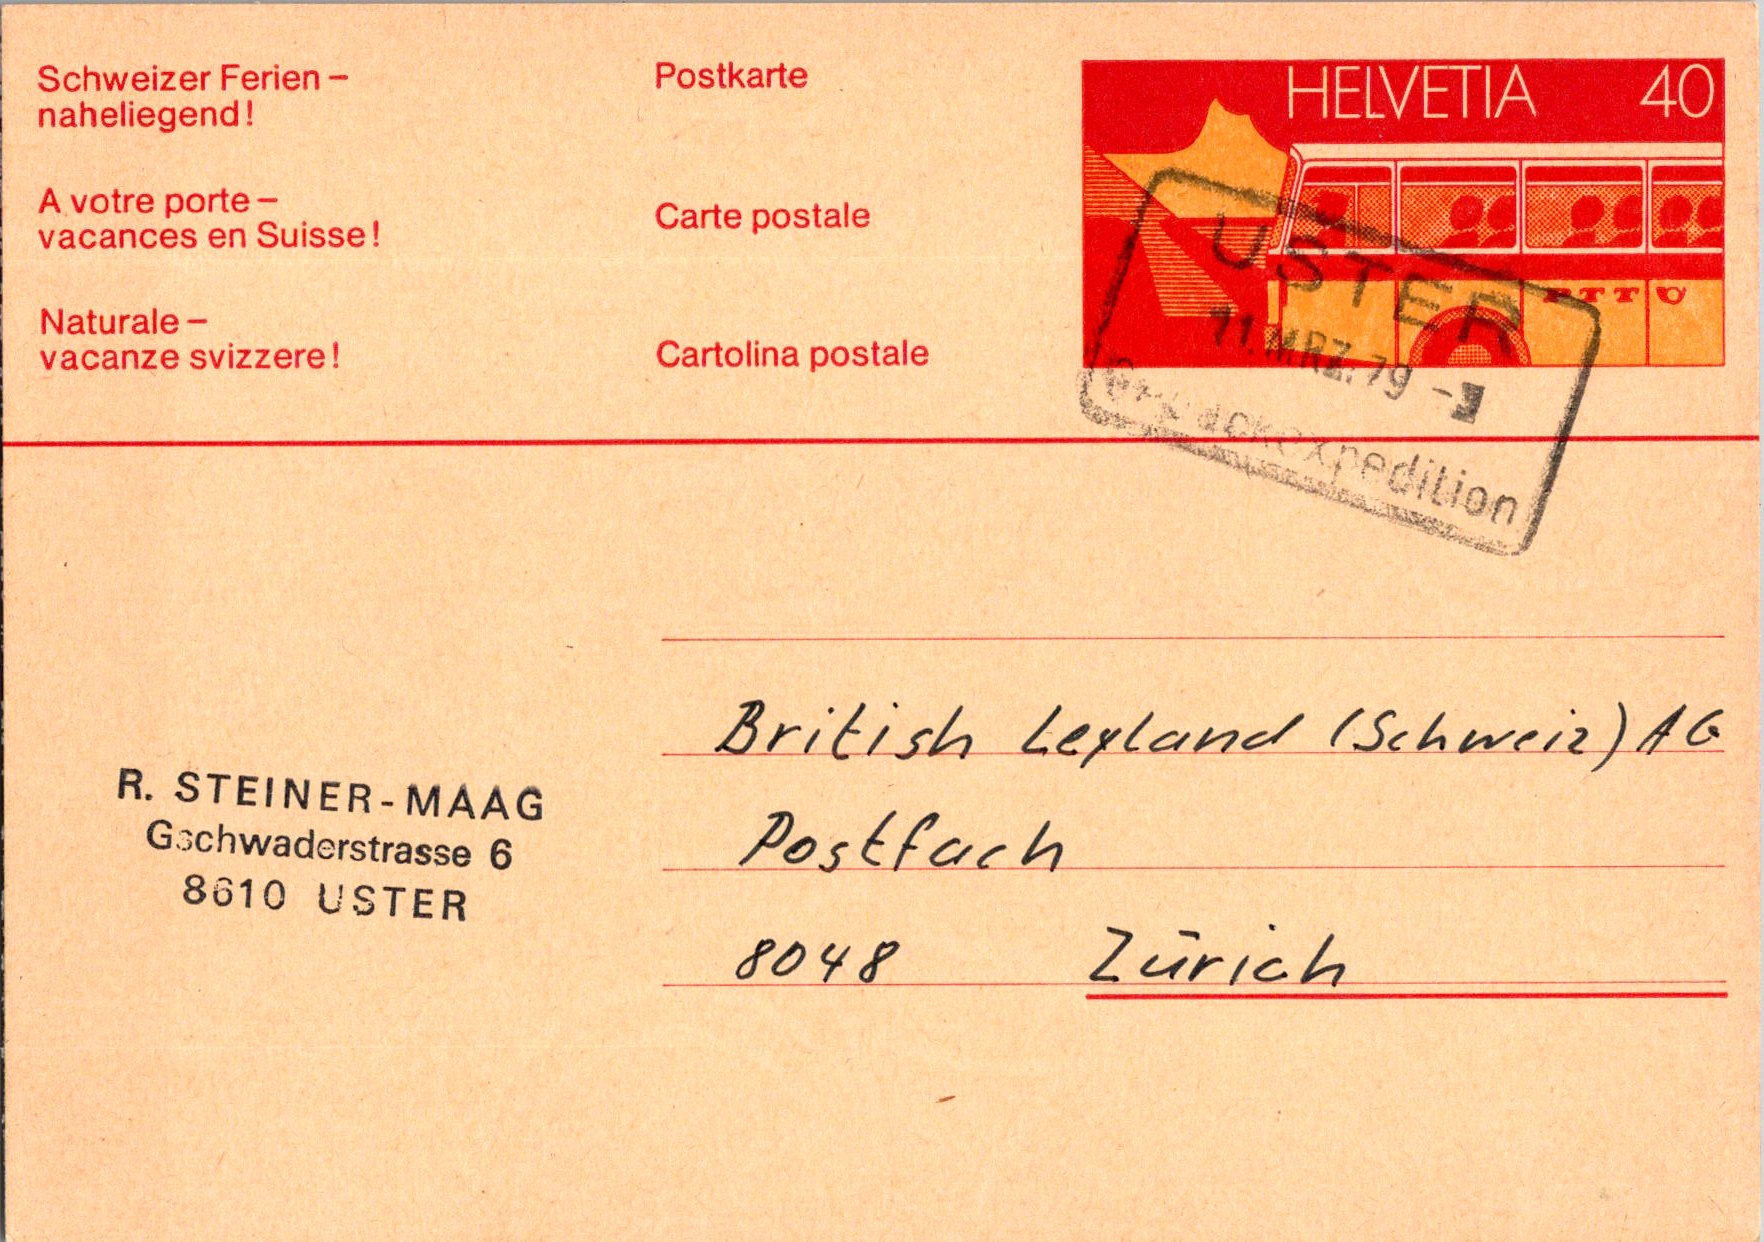 Schweizer Ferien –
naheliegend!
A votre porte –
vacances en Suisse!
Naturale –
vacanze svizzere!
Postkarte
Carte postale
Cartolina postale
HELVETIA 40
PTT
USTER
11.MRZ.79
Gepäckexpedition
R. STEINER-MAAG
Gschwaderstrasse 6
8610 USTER
British Leyland (Schweiz) AG
Postfach
8048 Zürich